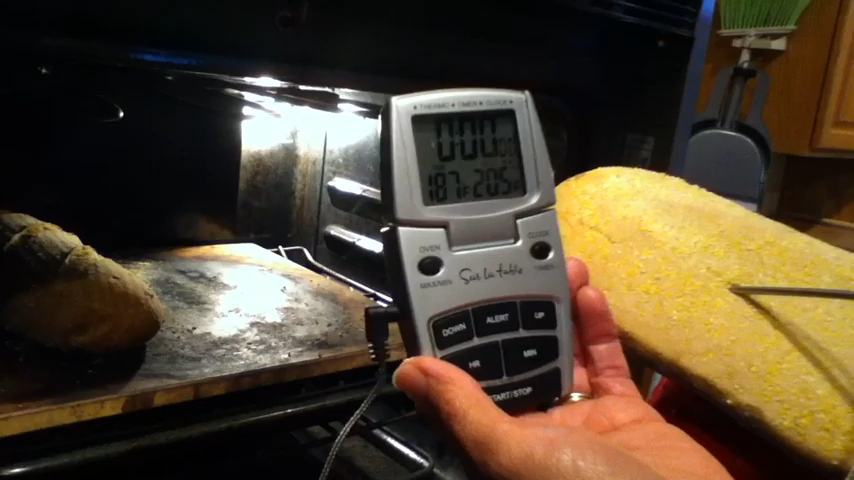 THERMO • TIMER • CLOCK
0:00 00
187°F 205°F
OVEN
CLOCK
MAX/MIN
TIMER
Sur la table
DOWN
ALERT
UP
HR
MIN
START/STOP